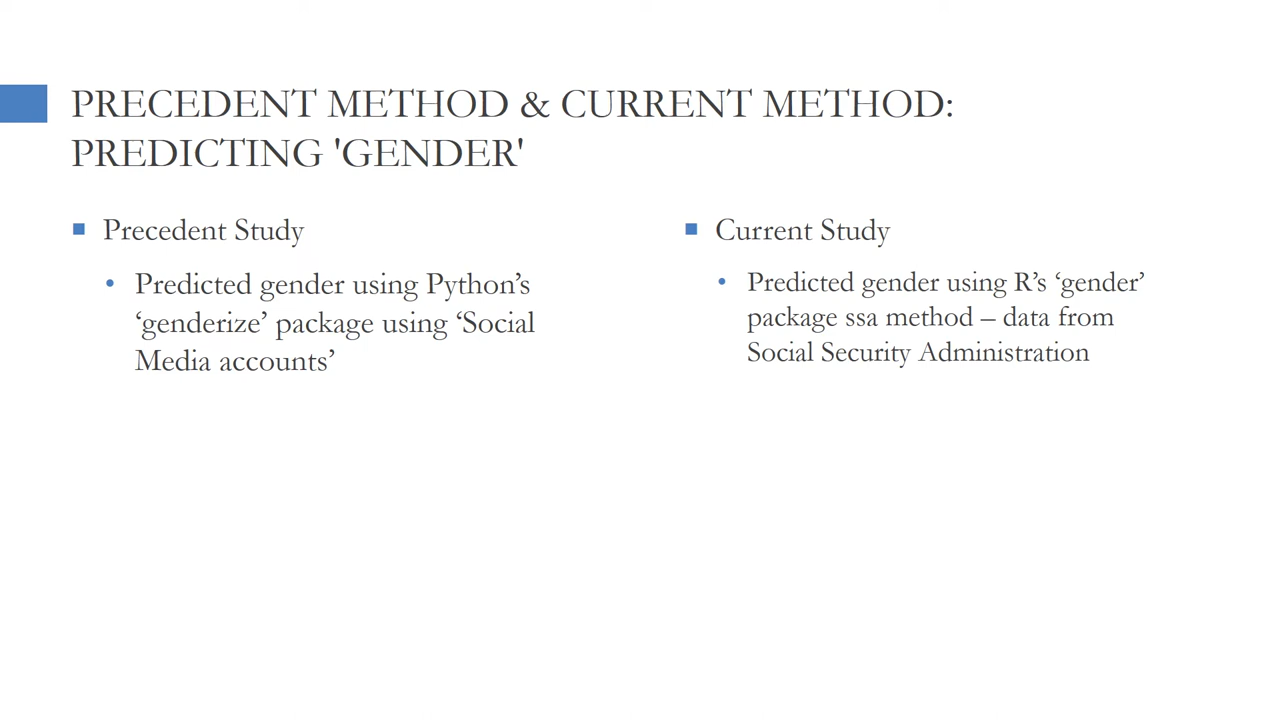 PRECEDENT METHOD & CURRENT METHOD:
PREDICTING 'GENDER'
Precedent Study
Predicted gender using Python’s
‘genderize’ package using ‘Social
Media accounts’
Current Study
Predicted gender using R’s ‘gender’
package ssa method – data from
Social Security Administration